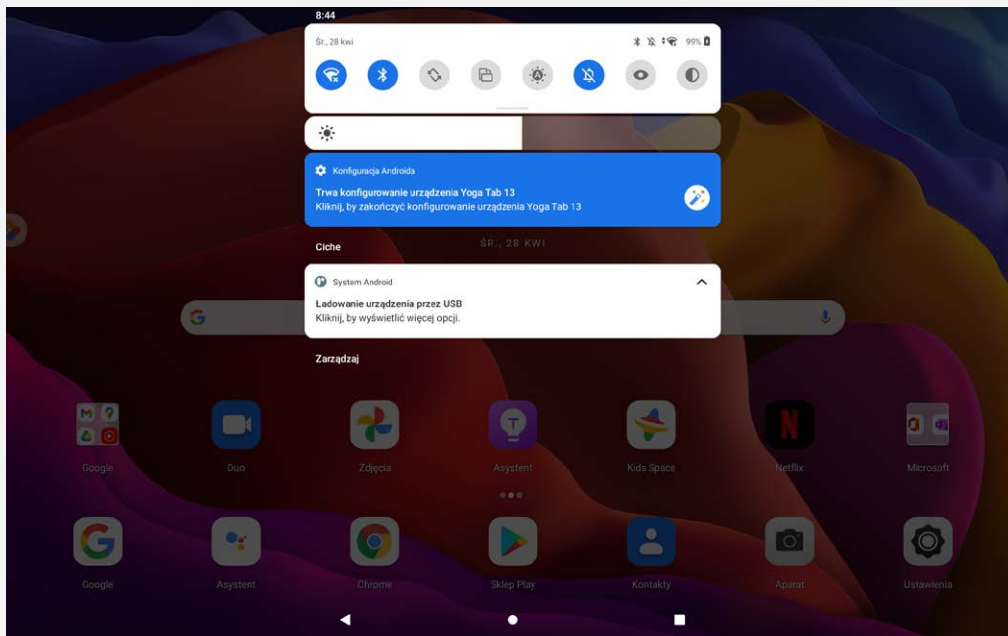 8:44
Śr., 28 kwi
99%
Konfiguracja Androida
Trwa konfigurowanie urządzenia Yoga Tab 13
Kliknij, by zakończyć konfigurowanie urządzenia Yoga Tab 13
Ciche
ŚR., 28 KWI
System Android
Ładowanie urządzenia przez USB
Kliknij, by wyświetlić więcej opcji.
Zarządzaj
Google Duo Zdjęcia Asystent Kids Space Netflix Microsoft
Google Asystent Chrome Sklep Play Kontakty Aparat Ustawienia